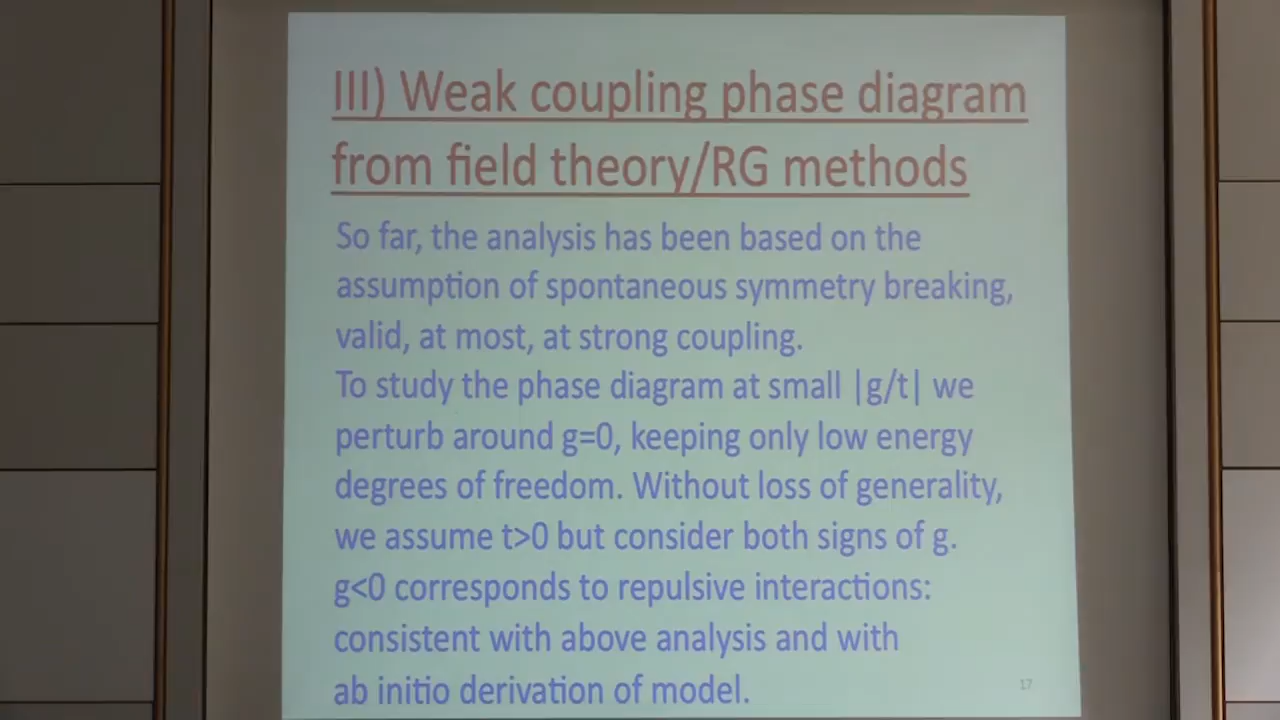 III) Weak coupling phase diagram
from field theory/RG methods
So far, the analysis has been based on the
assumption of spontaneous symmetry breaking,
valid, at most, at strong coupling.
To study the phase diagram at small |g/t| we
perturb around g=0, keeping only low energy
degrees of freedom. Without loss of generality,
we assume t>0 but consider both signs of g.
g<0 corresponds to repulsive interactions:
consistent with above analysis and with
ab initio derivation of model.
17